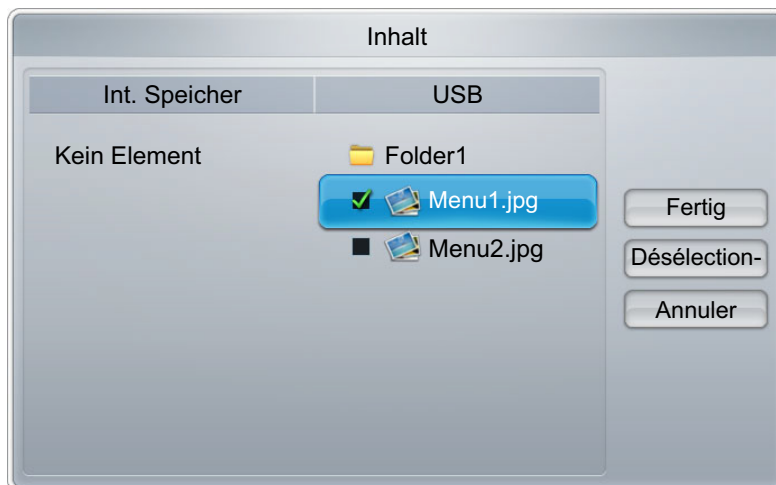 Inhalt
Int. Speicher USB
Kein Element Folder1
Menu1.jpg
Fertig
Menu2.jpg
Désélection-
Annuler